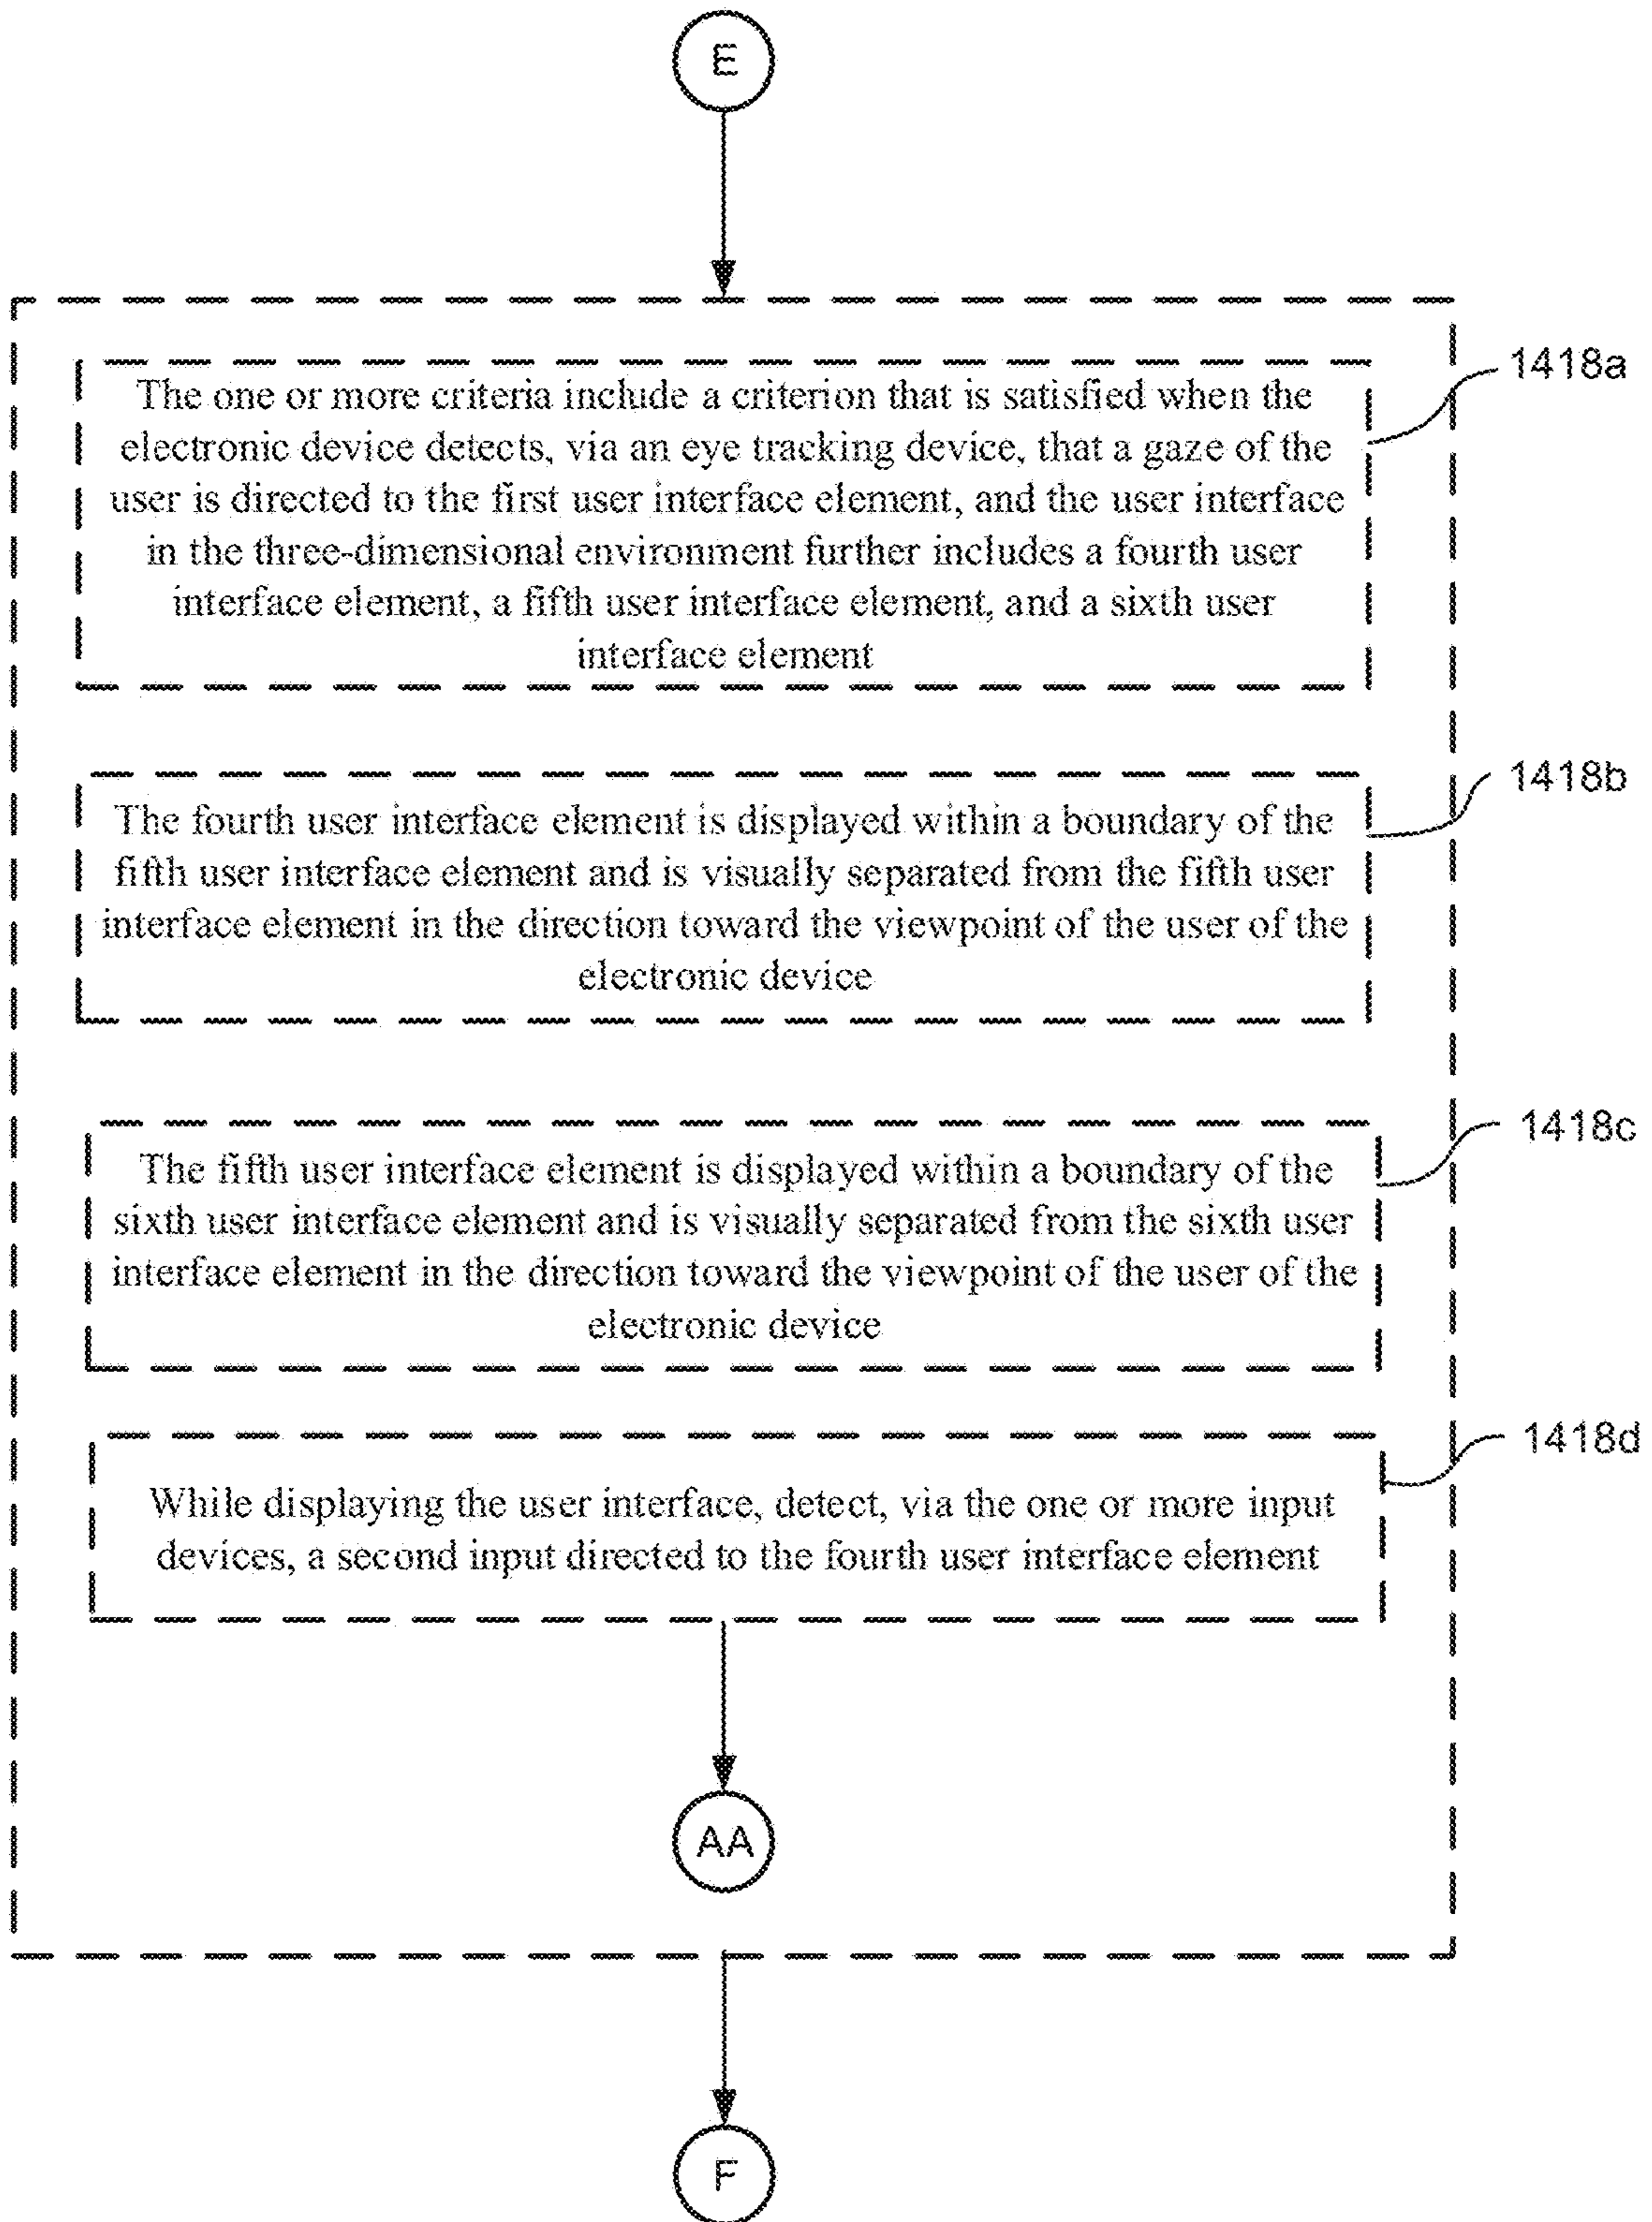 E
1418a
The one or more criteria include a criterion that is satisfied when the
electronic device detects, via an eye tracking device, that a gaze of the
user is directed to the first user interface element, and the user interface
in the three-dimensional environment further includes a fourth user
interface element, a fifth user interface element, and a sixth user
interface element
1418b
The fourth user interface element is displayed within a boundary of the
fifth user interface element and is visually separated from the fifth user
interface element in the direction toward the viewpoint of the user of the
electronic device
1418c
The fifth user interface element is displayed within a boundary of the
sixth user interface element and is visually separated from the sixth user
interface element in the direction toward the viewpoint of the user of the
electronic device
1418d
While displaying the user interface, detect, via the one or more input
devices, a second input directed to the fourth user interface element
AA
F